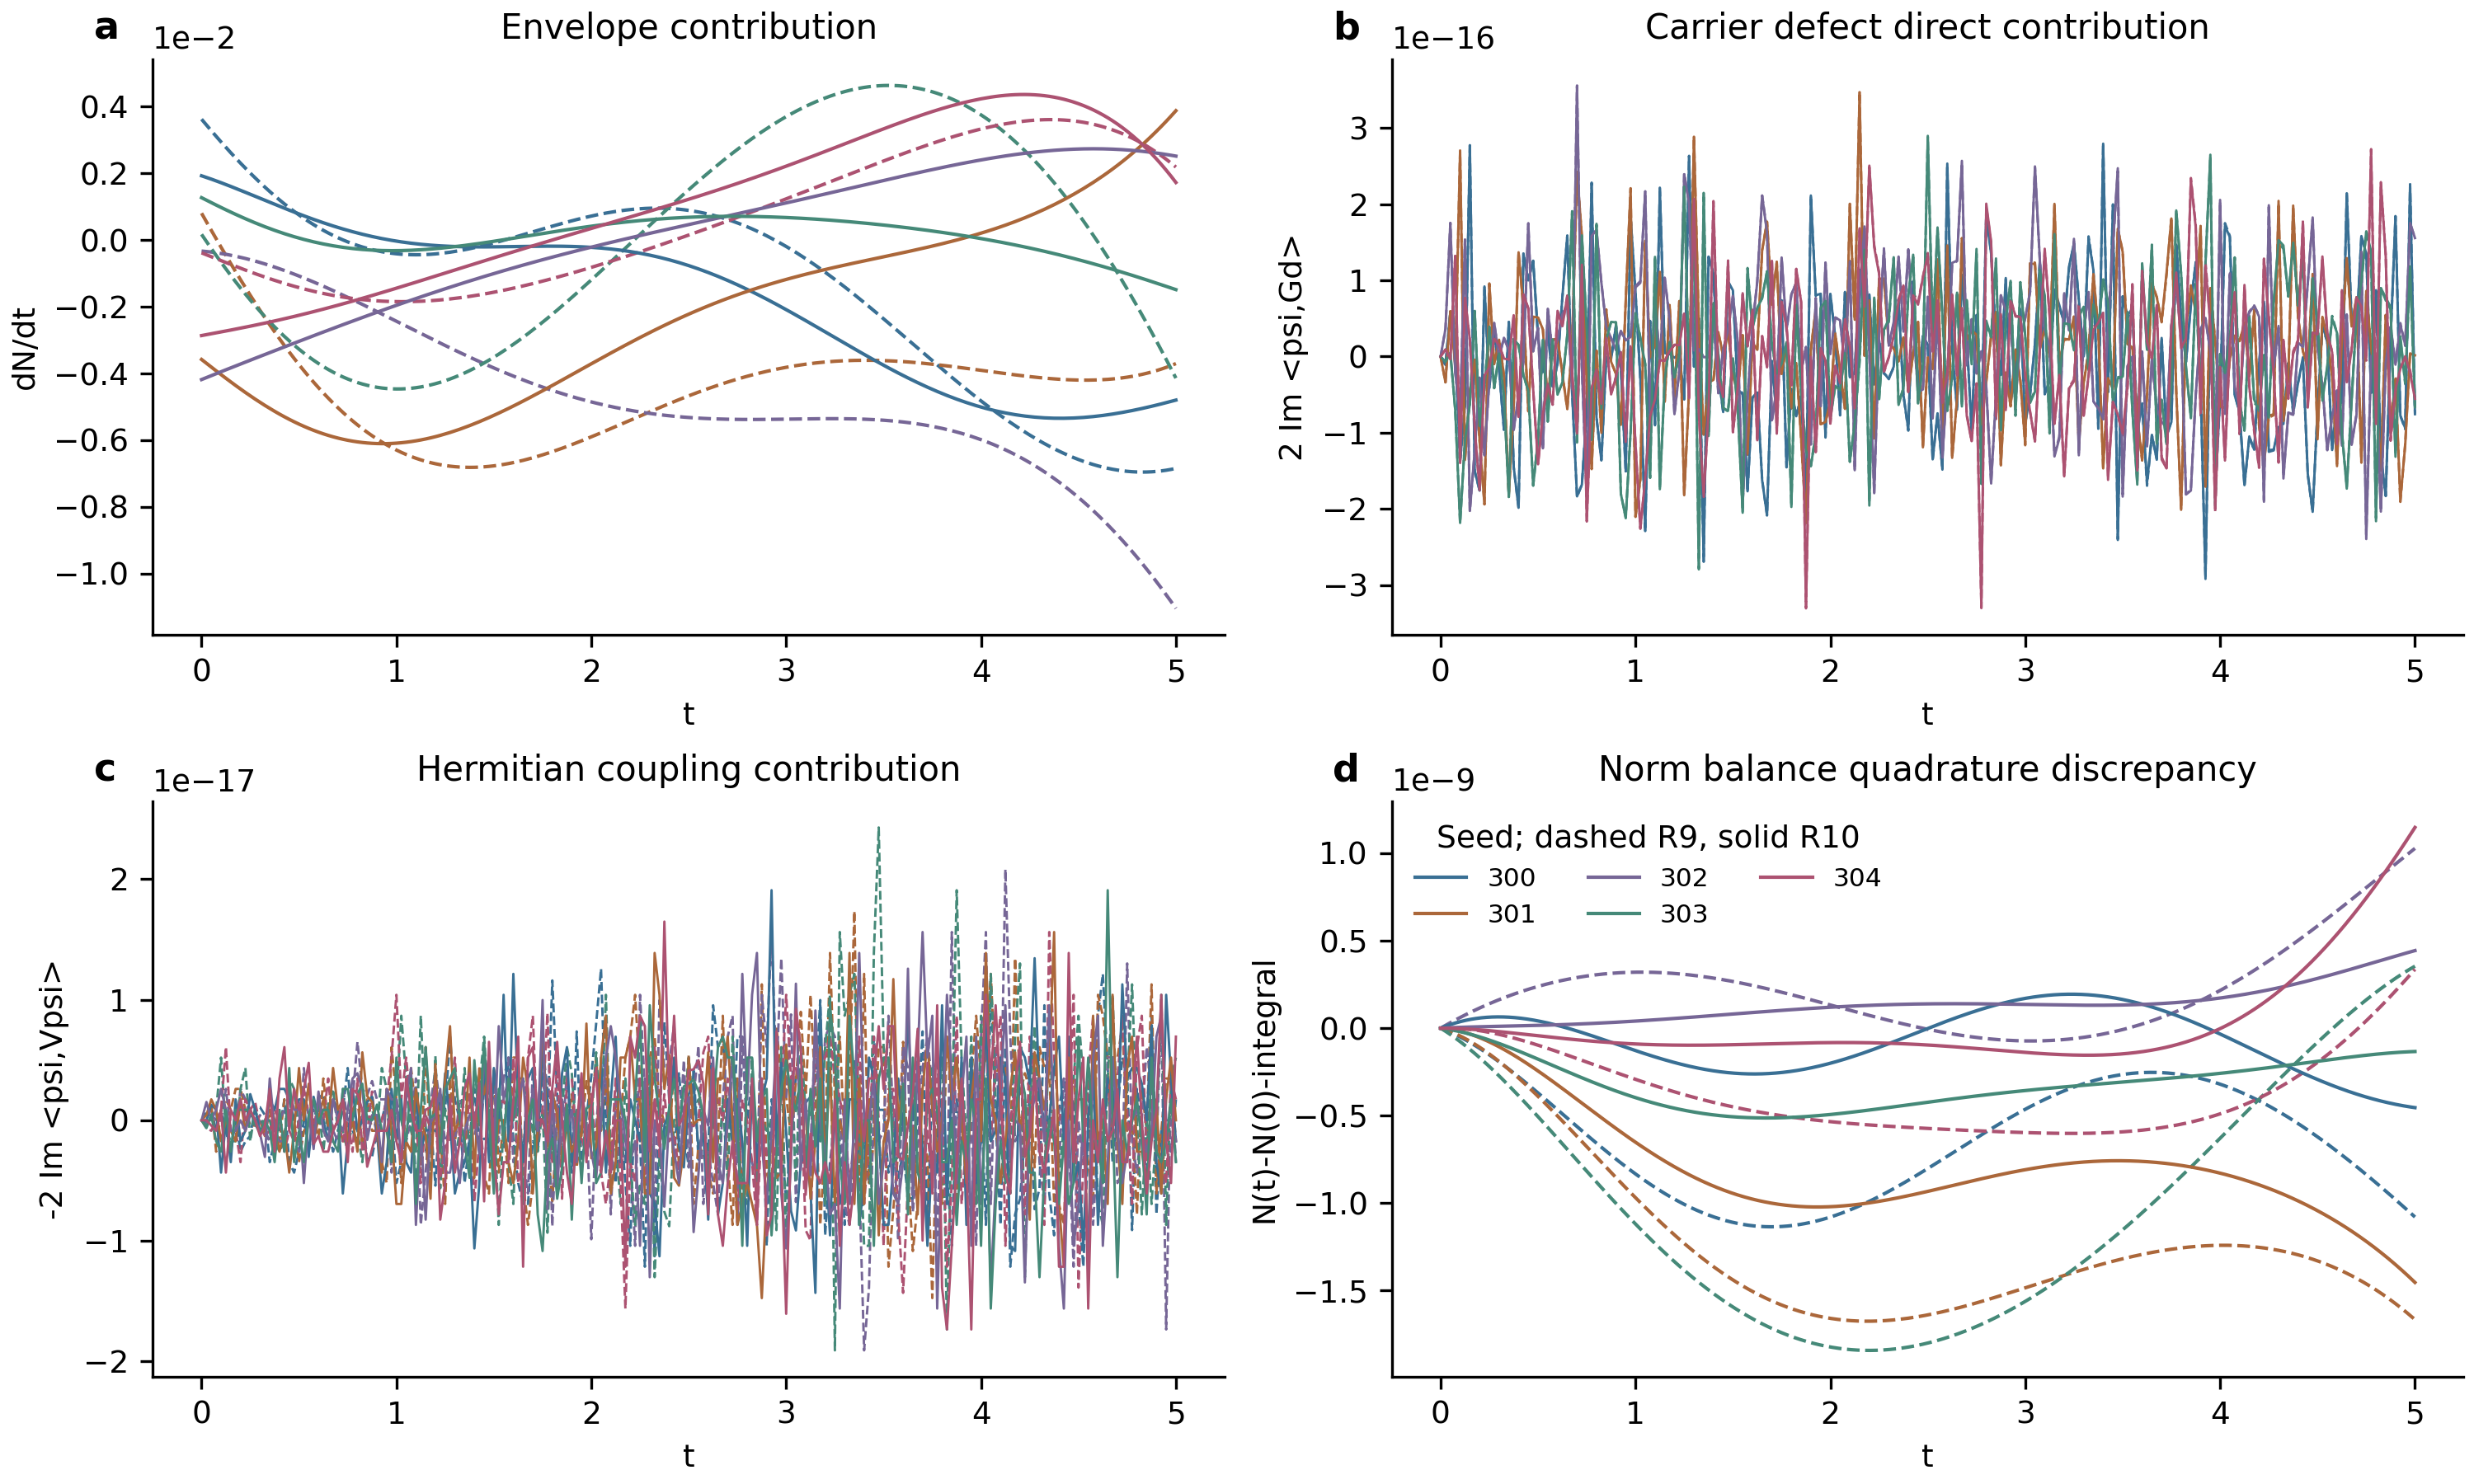 a
Envelope contribution
1e−2
0.4
0.2
0.0
−0.2
−0.4
−0.6
−0.8
−1.0
dN/dt
0 1 2 3 4 5
t
b
Carrier defect direct contribution
1e−16
3
2
1
0
−1
−2
−3
2 Im <psi,Gd>
0 1 2 3 4 5
t
c
Hermitian coupling contribution
1e−17
2
1
0
−1
−2
-2 Im <psi,Vpsi>
0 1 2 3 4 5
t
d
Norm balance quadrature discrepancy
1e−9
1.0
0.5
0.0
−0.5
−1.0
−1.5
N(t)-N(0)-integral
Seed; dashed R9, solid R10
300 302 304
301 303
0 1 2 3 4 5
t